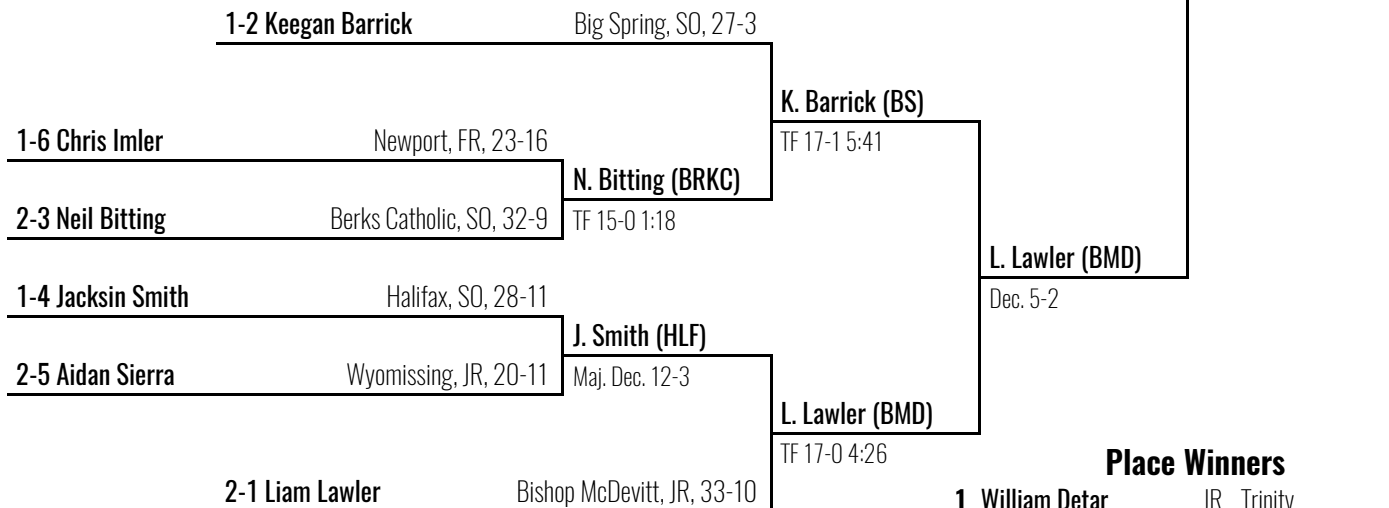 1-2 Keegan Barrick Big Spring, SO, 27-3
K. Barrick (BS)
1-6 Chris Imler Newport, FR, 23-16
TF 17-1 5:41
N. Bitting (BRKC)
2-3 Neil Bitting Berks Catholic, SO, 32-9
TF 15-0 1:18
L. Lawler (BMD)
1-4 Jacksin Smith Halifax, SO, 28-11
Dec. 5-2
J. Smith (HLF)
2-5 Aidan Sierra Wyomissing, JR, 20-11
Maj. Dec. 12-3
L. Lawler (BMD)
TF 17-0 4:26
Place Winners
2-1 Liam Lawler Bishop McDevitt, JR, 33-10
1 William Detar JR Trinity